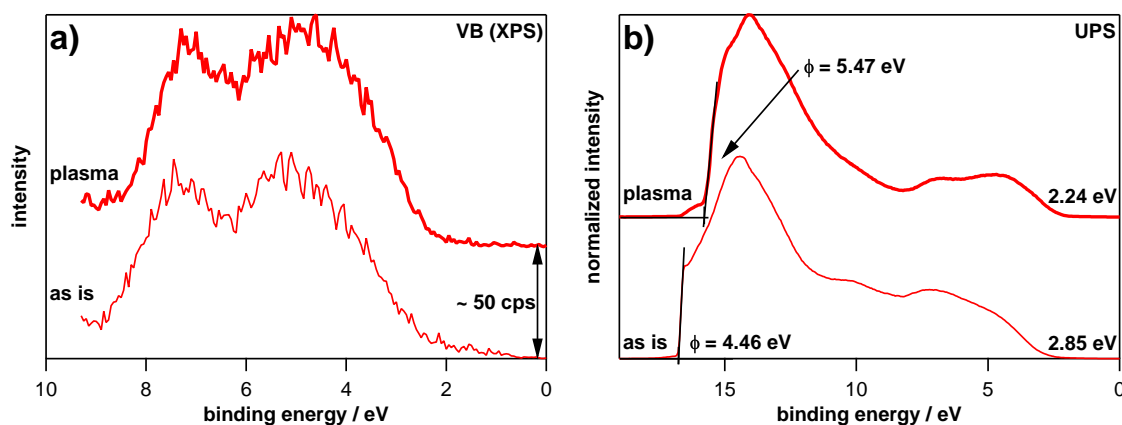 a)
VB (XPS)
intensity
plasma
as is
~ 50 cps
10
8
6
4
2
0
binding energy / eV
b)
UPS
normalized intensity
ϕ = 5.47 eV
plasma
2.24 eV
as is
ϕ = 4.46 eV
2.85 eV
15
10
5
0
binding energy / eV